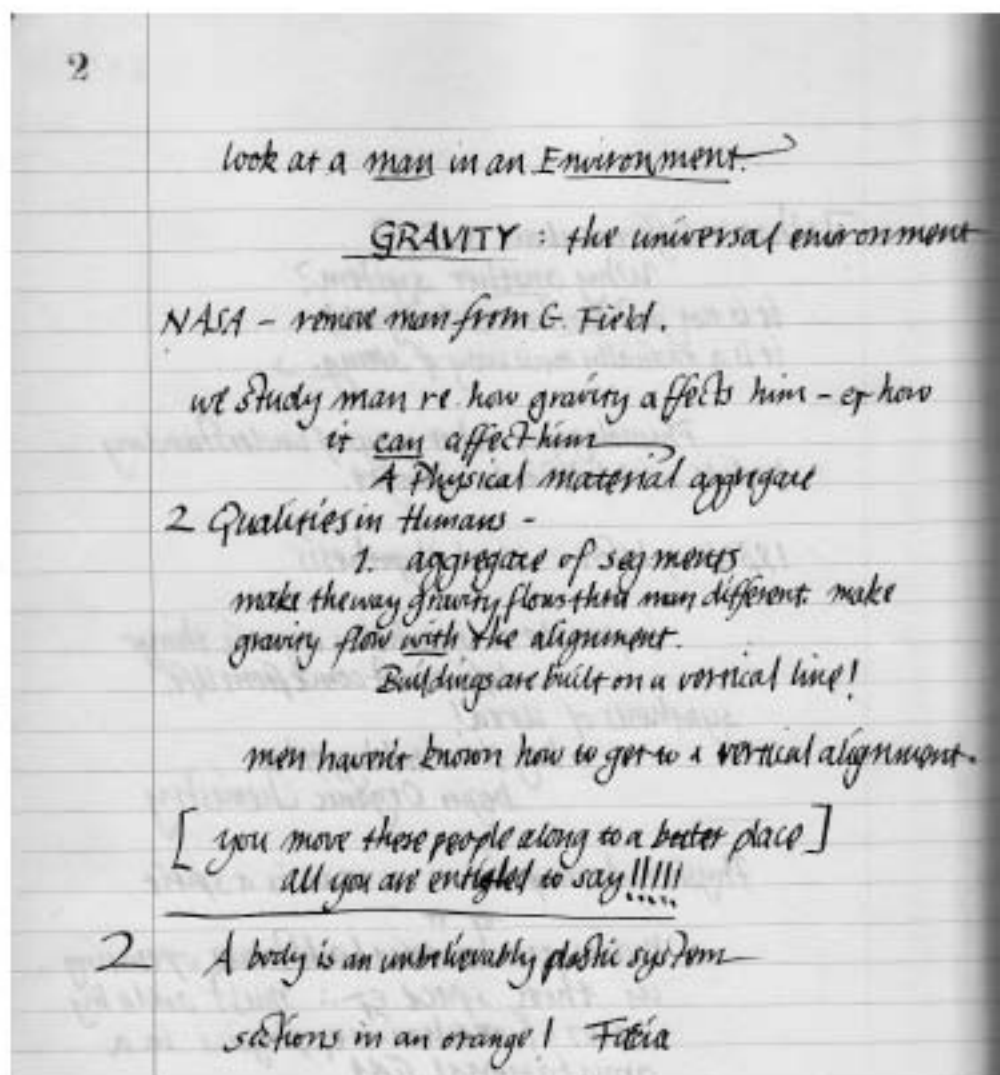 2
look at a man in an Environment.
GRAVITY : the universal environment
NASA - remove man from G. Field.
we study man re. how gravity affects him - & how
it can affect him
A Physical material aggregate
2 Qualities in Humans -
1. aggregate of segments
make the way gravity flows thru man different. make
gravity flow with the alignment.
Buildings are built on a vertical line!
men haven't known how to get to a vertical alignment.
[ you move these people along to a better place ]
all you are entitled to say !!!!!
2 A body is an unbelievably plastic system
sections in an orange !